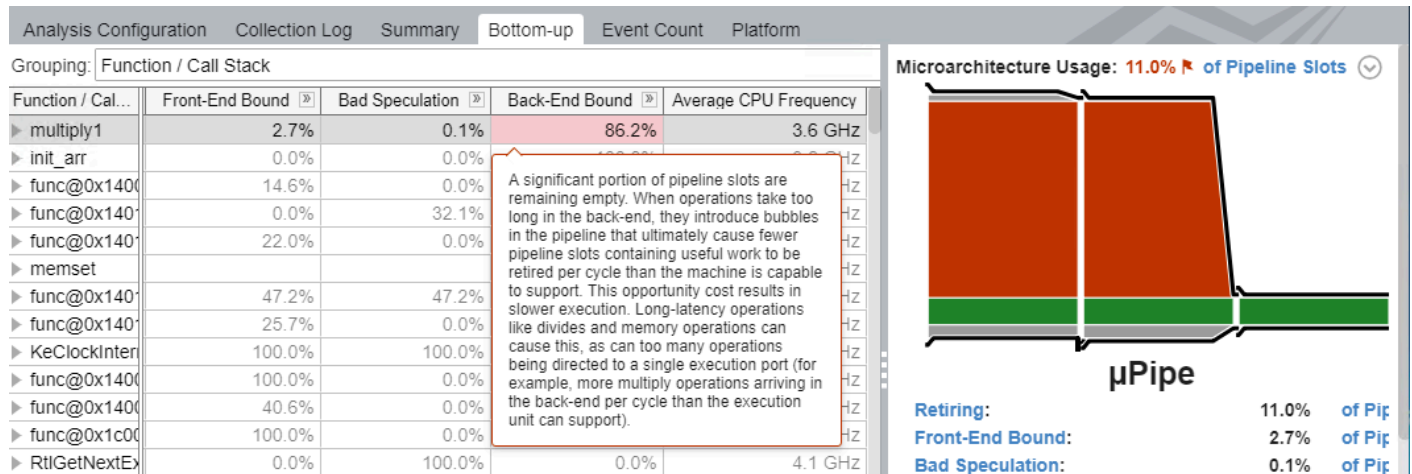 Analysis Configuration Collection Log Summary Bottom-up Event Count Platform
Grouping: Function / Call Stack
Function / Cal... Front-End Bound Bad Speculation Back-End Bound Average CPU Frequency
multiply1 2.7% 0.1% 86.2% 3.6 GHz
init_arr 0.0% 0.0%
func@0x140 14.6% 0.0%
func@0x140 0.0% 32.1%
func@0x140 22.0% 0.0%
memset
func@0x140 47.2% 47.2%
func@0x140 25.7% 0.0%
KeClockInter 100.0% 100.0%
func@0x140 100.0% 0.0%
func@0x140 40.6% 0.0%
func@0x1c00 100.0% 0.0%
RtlGetNextEx 0.0% 100.0% 0.0% 4.1 GHz
A significant portion of pipeline slots are
remaining empty. When operations take too
long in the back-end, they introduce bubbles
in the pipeline that ultimately cause fewer
pipeline slots containing useful work to be
retired per cycle than the machine is capable
to support. This opportunity cost results in
slower execution. Long-latency operations
like divides and memory operations can
cause this, as can too many operations
being directed to a single execution port (for
example, more multiply operations arriving in
the back-end per cycle than the execution
unit can support).
Microarchitecture Usage: 11.0% of Pipeline Slots
µPipe
Retiring: 11.0% of Pip
Front-End Bound: 2.7% of Pip
Bad Speculation: 0.1% of Pip